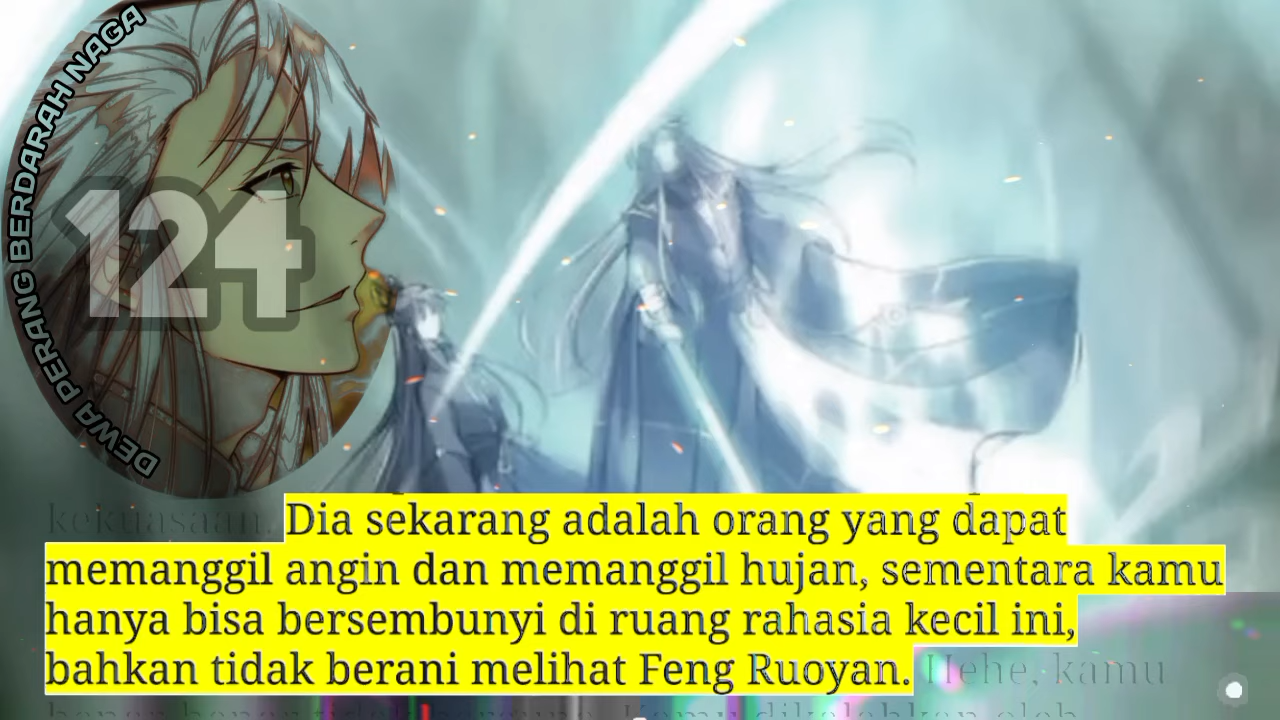 DEWA PERANG BERDARAH NAGA
124
kekuasaan. Dia sekarang adalah orang yang dapat
memanggil angin dan memanggil hujan, sementara kamu
hanya bisa bersembunyi di ruang rahasia kecil ini,
bahkan tidak berani melihat Feng Ruoyan. Hehe, kamu